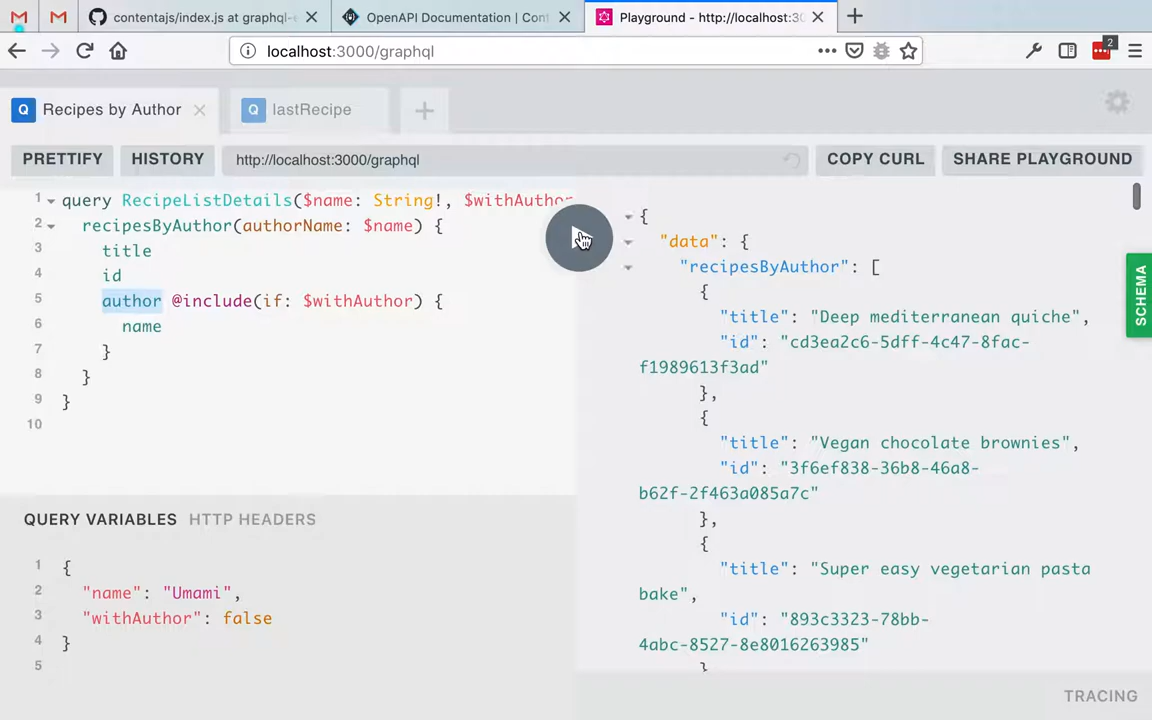 contentajs/index.js at graphql-
OpenAPI Documentation | Con
Playground - http://localhost:30
localhost:3000/graphql
2
Q Recipes by Author
Q lastRecipe
PRETTIFY HISTORY http://localhost:3000/graphql COPY CURL SHARE PLAYGROUND
1 query RecipeListDetails($name: String!, $withAuthor
2 recipesByAuthor(authorName: $name) {
3 title
4 id
5 author @include(if: $withAuthor) {
6 name
7 }
8 }
9 }
10
QUERY VARIABLES HTTP HEADERS
1 {
2 "name": "Umami",
3 "withAuthor": false
4 }
5
{
"data": {
"recipesByAuthor": [
{
"title": "Deep mediterranean quiche",
"id": "cd3ea2c6-5dff-4c47-8fac-
f1989613f3ad"
},
{
"title": "Vegan chocolate brownies",
"id": "3f6ef838-36b8-46a8-
b62f-2f463a085a7c"
},
{
"title": "Super easy vegetarian pasta
bake",
"id": "893c3323-78bb-
4abc-8527-8e8016263985"
}
SCHEMA
TRACING